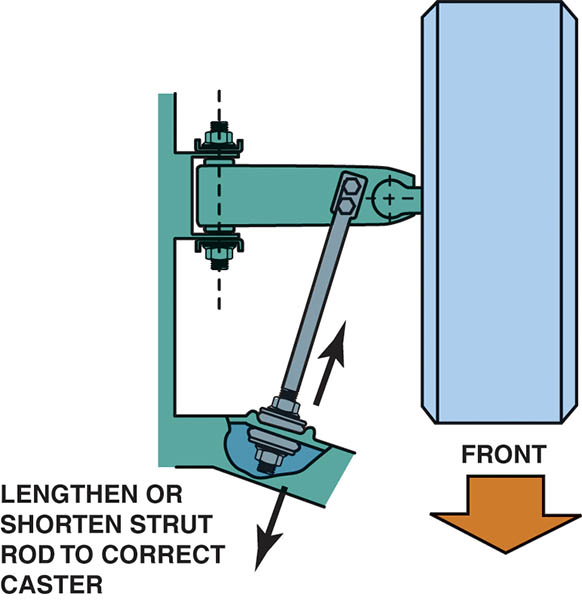 FRONT
LENGTHEN OR
SHORTEN STRUT
ROD TO CORRECT
CASTER